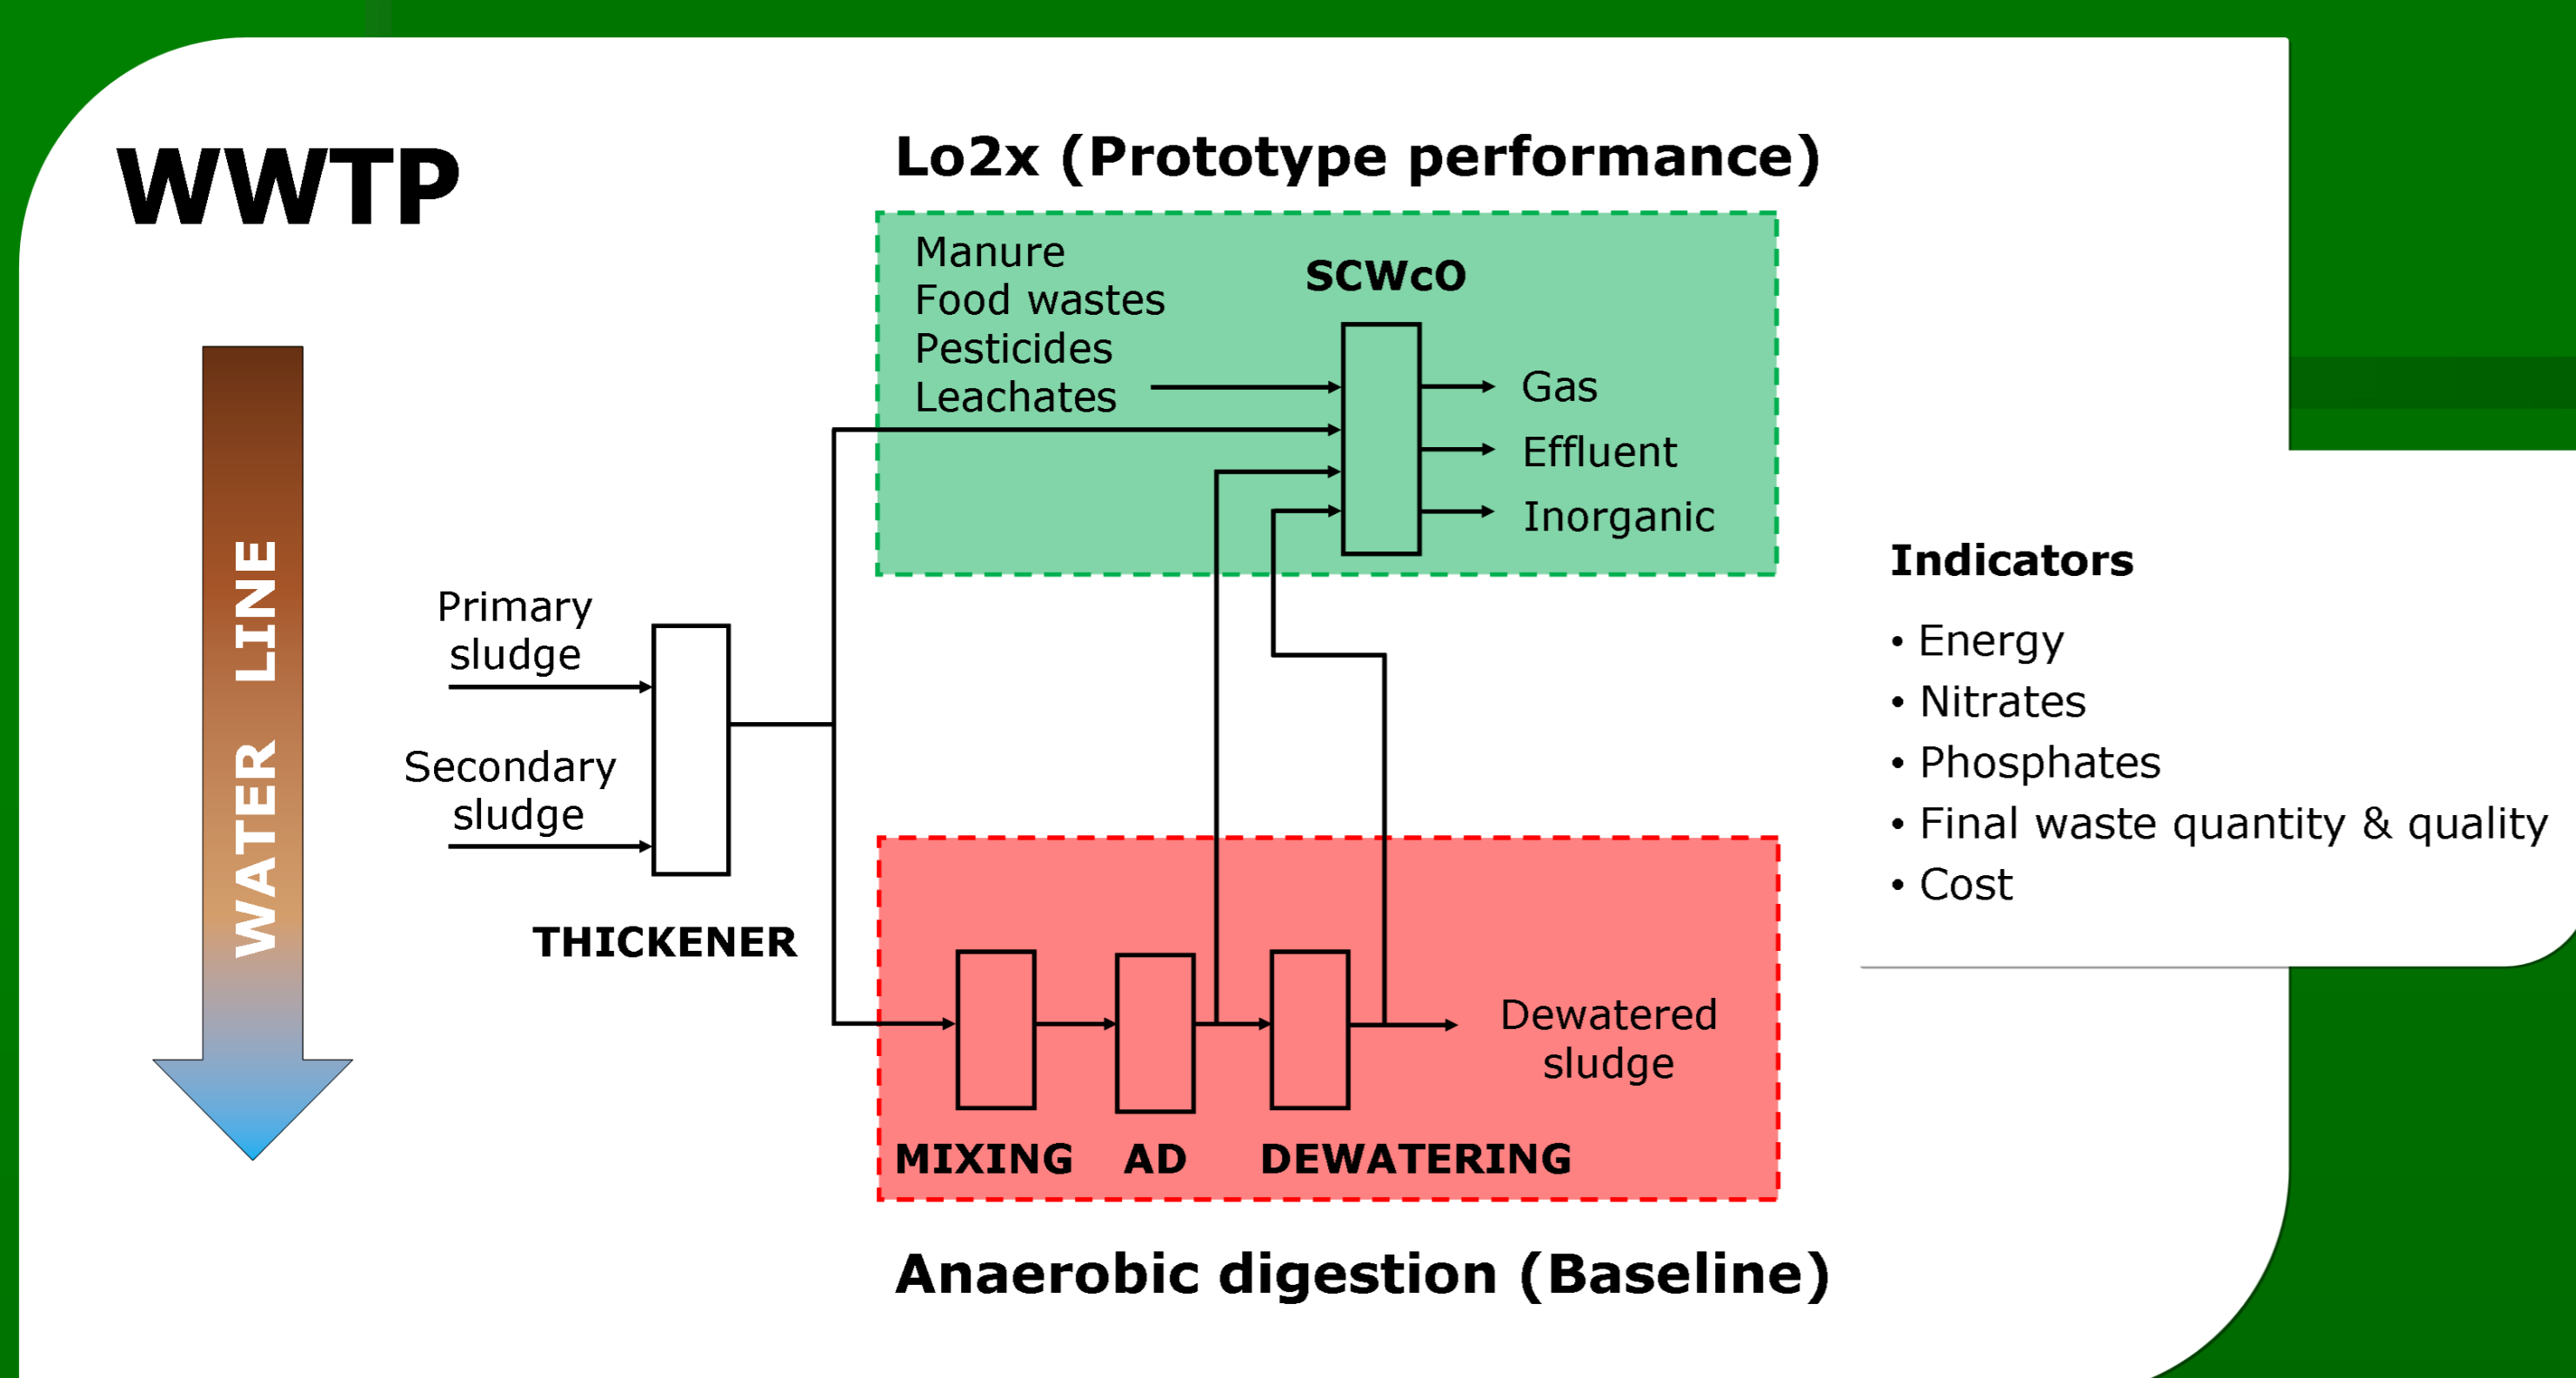 WWTP
WATER LINE
Primary
sludge
Secondary
sludge
THICKENER
Lo2x (Prototype performance)
Manure
Food wastes
Pesticides
Leachates
SCWcO
Gas
Effluent
Inorganic
MIXING
AD
DEWATERING
Dewatered
sludge
Anaerobic digestion (Baseline)
Indicators
• Energy
• Nitrates
• Phosphates
• Final waste quantity & quality
• Cost